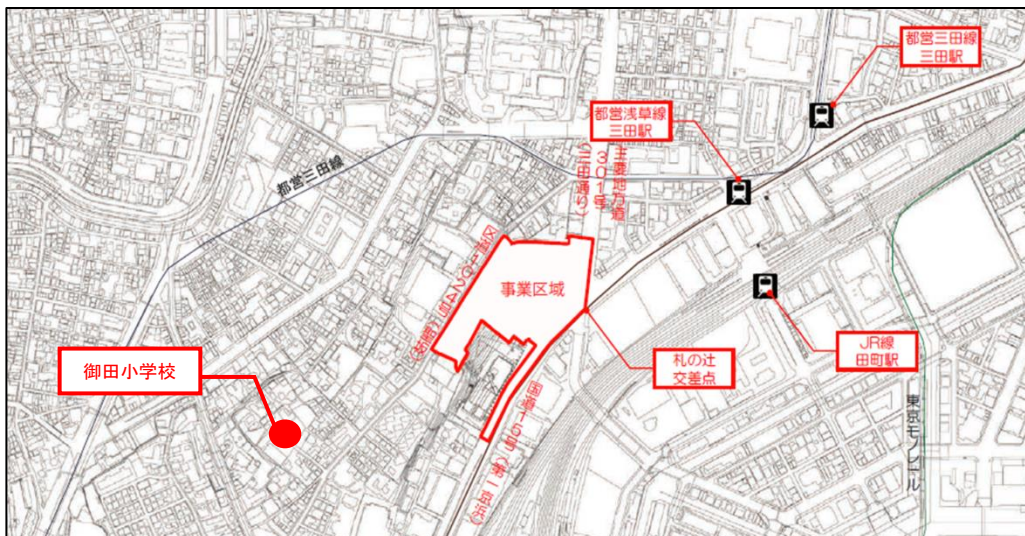 都営三田線
三田駅
都営浅草線
三田駅
都営三田線
主要地方道
301号
(三田通り)
事業区域
御田小学校
札の辻
交差点
JR線
田町駅
国道15号(第一京浜)
東京モノレール